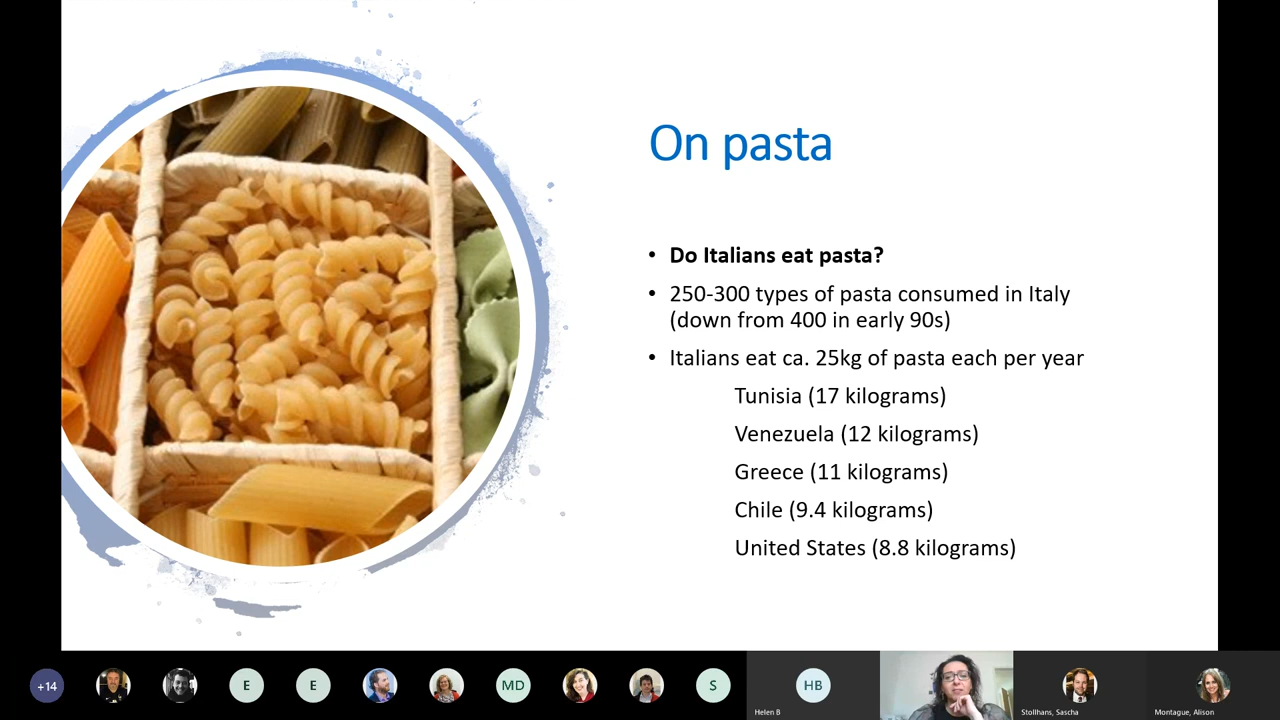 On pasta
• Do Italians eat pasta?
• 250-300 types of pasta consumed in Italy
(down from 400 in early 90s)
• Italians eat ca. 25kg of pasta each per year
Tunisia (17 kilograms)
Venezuela (12 kilograms)
Greece (11 kilograms)
Chile (9.4 kilograms)
United States (8.8 kilograms)
+14
E
E
MD
S
HB
Helen B
Stollhans, Sascha
Montague, Alison